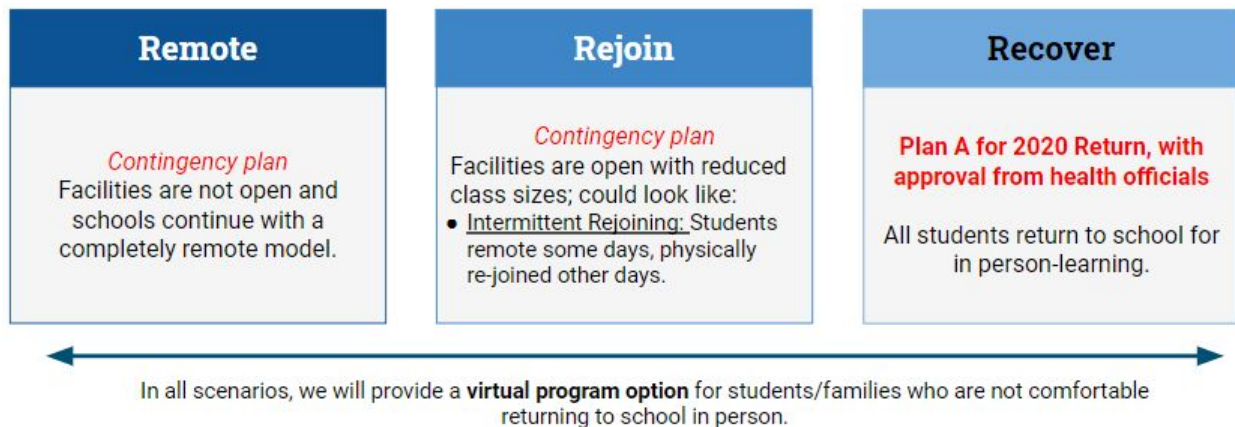 Remote
Contingency plan
Facilities are not open and
schools continue with a
completely remote model.
Rejoin
Contingency plan
Facilities are open with reduced
class sizes; could look like:
● Intermittent Rejoining: Students
remote some days, physically
re-joined other days.
Recover
Plan A for 2020 Return, with
approval from health officials
All students return to school for
in person-learning.
In all scenarios, we will provide a virtual program option for students/families who are not comfortable
returning to school in person.